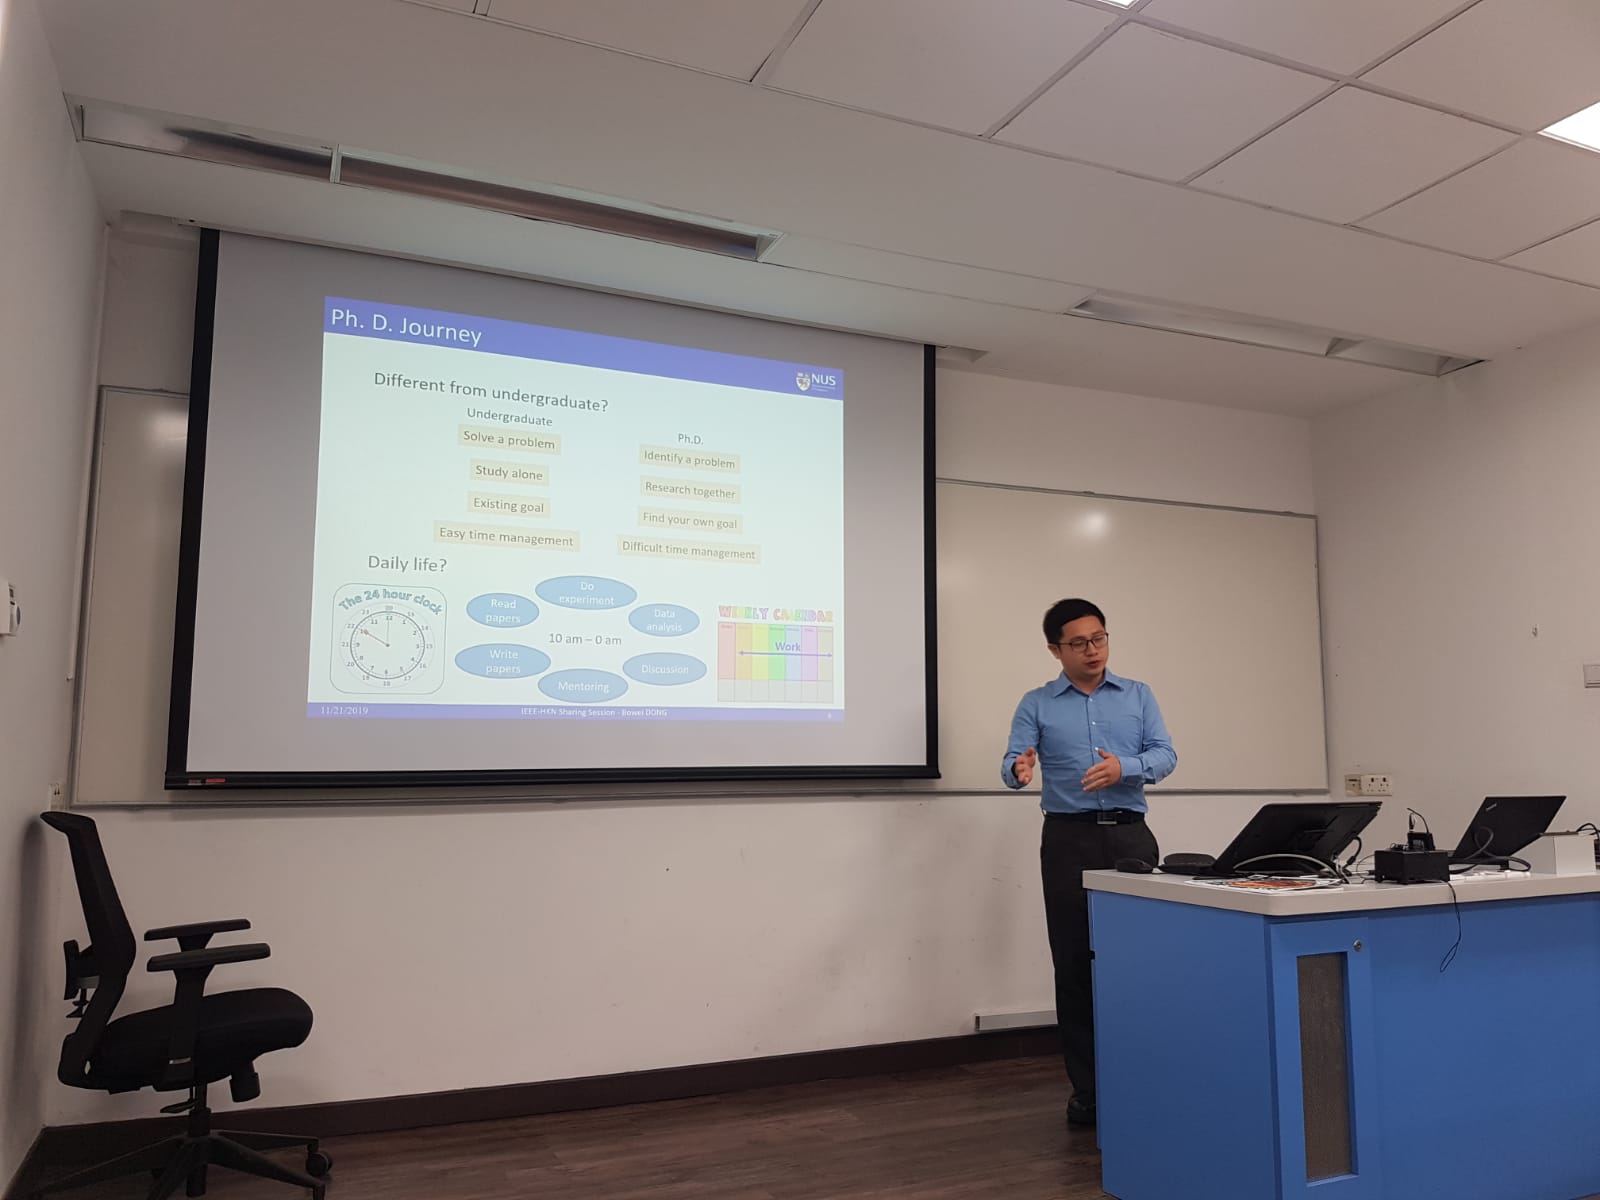 Ph. D. Journey
NUS
Different from undergraduate?
Undergraduate
Solve a problem
Study alone
Existing goal
Easy time management
Ph.D.
Identify a problem
Research together
Find your own goal
Difficult time management
Daily life?
The 24 hour clock
Do
experiment
Read
papers
Data
analysis
10 am – 0 am
Write
papers
Discussion
Mentoring
WEEKLY CALENDAR
Work
11/21/2019
IEEE-HKN Sharing Session - Bowei DONG